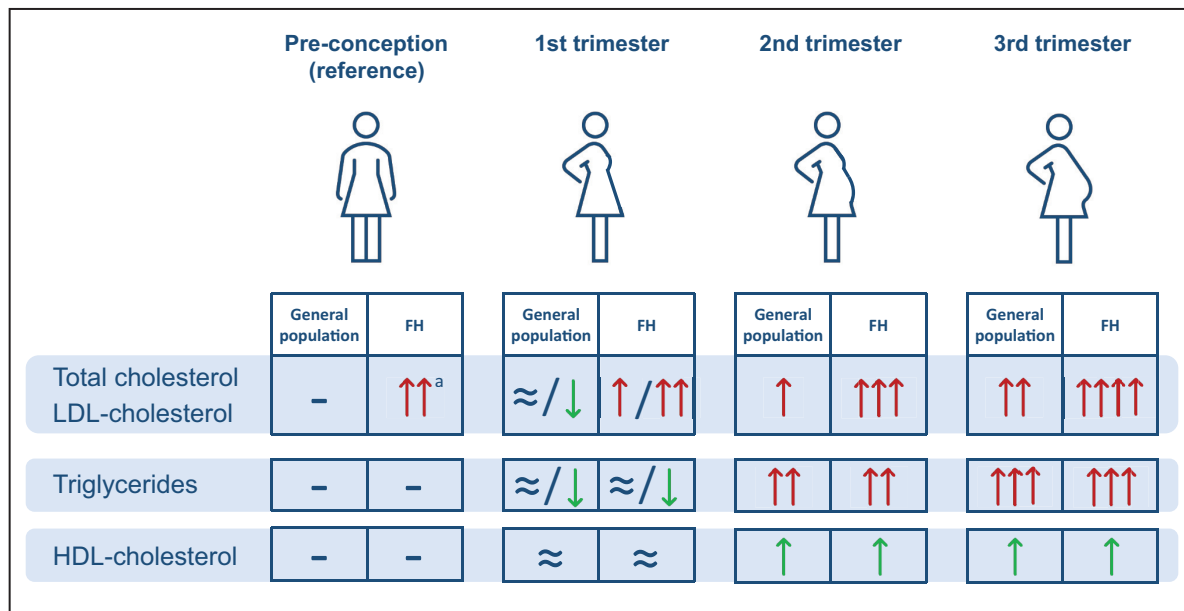 Pre-conception
(reference)
1st trimester
2nd trimester
3rd trimester
General
population
FH
General
population
FH
General
population
FH
General
population
FH
Total cholesterol
LDL-cholesterol
– ↑↑a ≈/↓ ↑/↑↑ ↑ ↑↑↑ ↑↑ ↑↑↑↑
Triglycerides – – ≈/↓ ≈/↓ ↑↑ ↑↑ ↑↑↑ ↑↑↑
HDL-cholesterol – – ≈ ≈ ↑ ↑ ↑ ↑